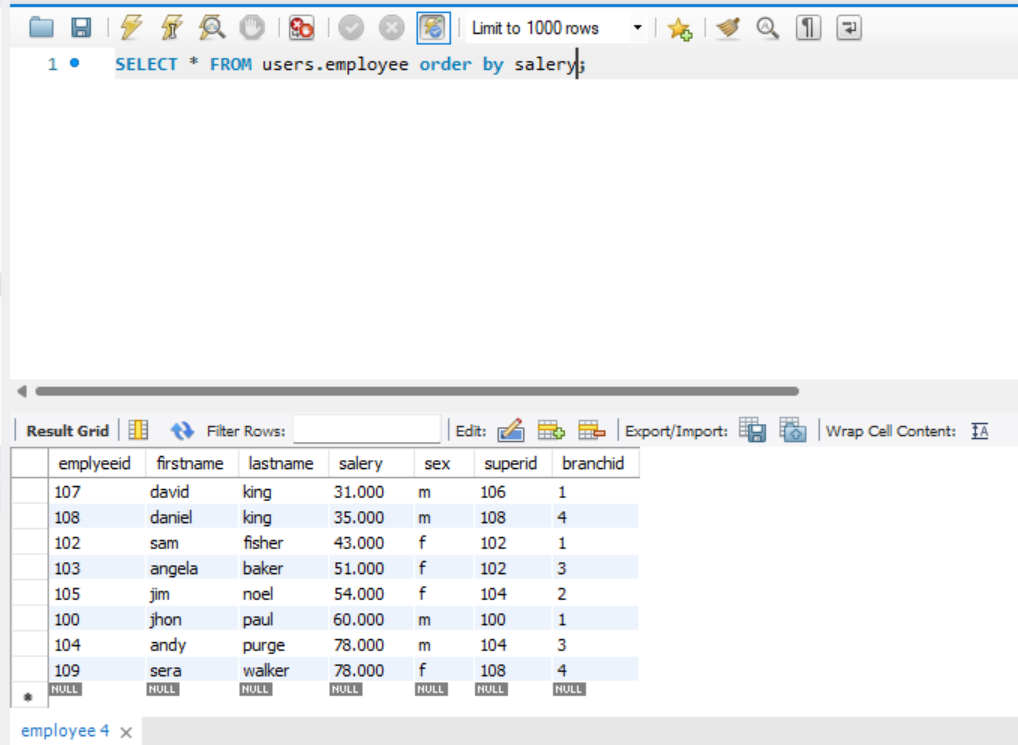 Limit to 1000 rows
1 SELECT * FROM users.employee order by salery;
Result Grid Filter Rows: Edit: Export/Import: Wrap Cell Content:
emplyeeid firstname lastname salery sex superid branchid
107 david king 31.000 m 106 1
108 daniel king 35.000 m 108 4
102 sam fisher 43.000 f 102 1
103 angela baker 51.000 f 102 3
105 jim noel 54.000 f 104 2
100 jhon paul 60.000 m 100 1
104 andy purge 78.000 m 104 3
109 sera walker 78.000 f 108 4
* NULL NULL NULL NULL NULL NULL NULL
employee 4 ×